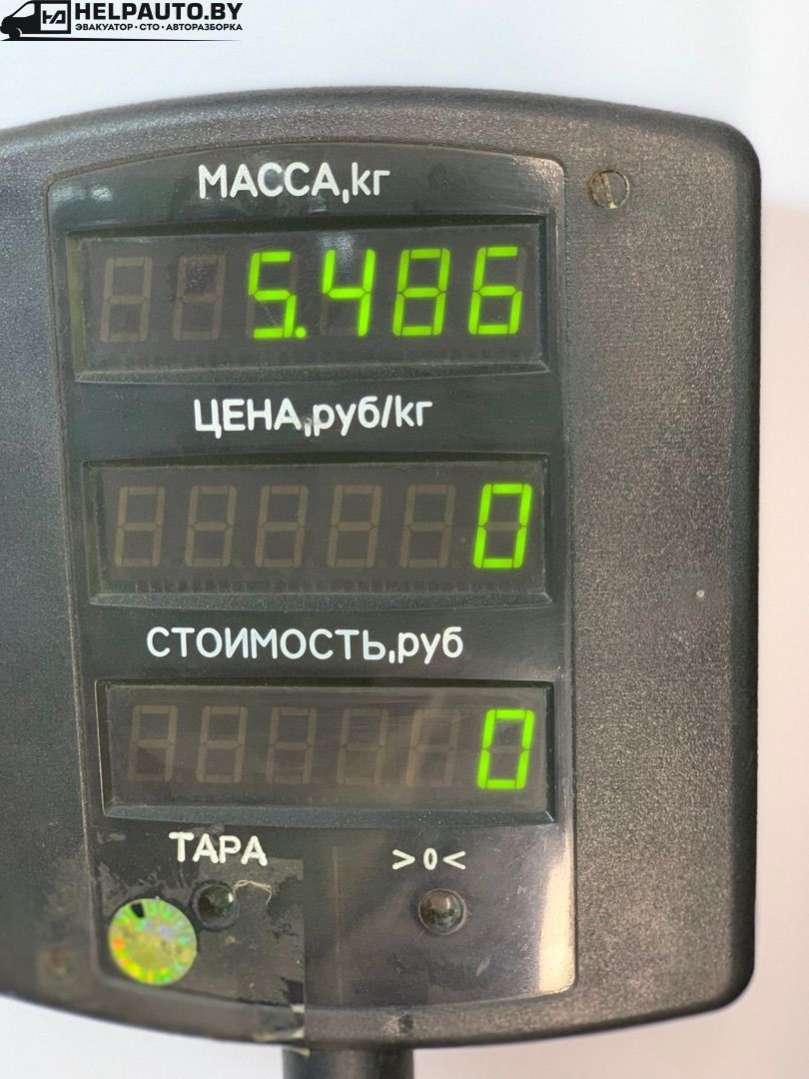 HELPAUTO.BY
ЭВАКУАТОР • СТО • АВТОРАЗБОРКА
МАССА,кг
5.486
ЦЕНА,руб/кг
0
СТОИМОСТЬ,руб
0
ТАРА >0<